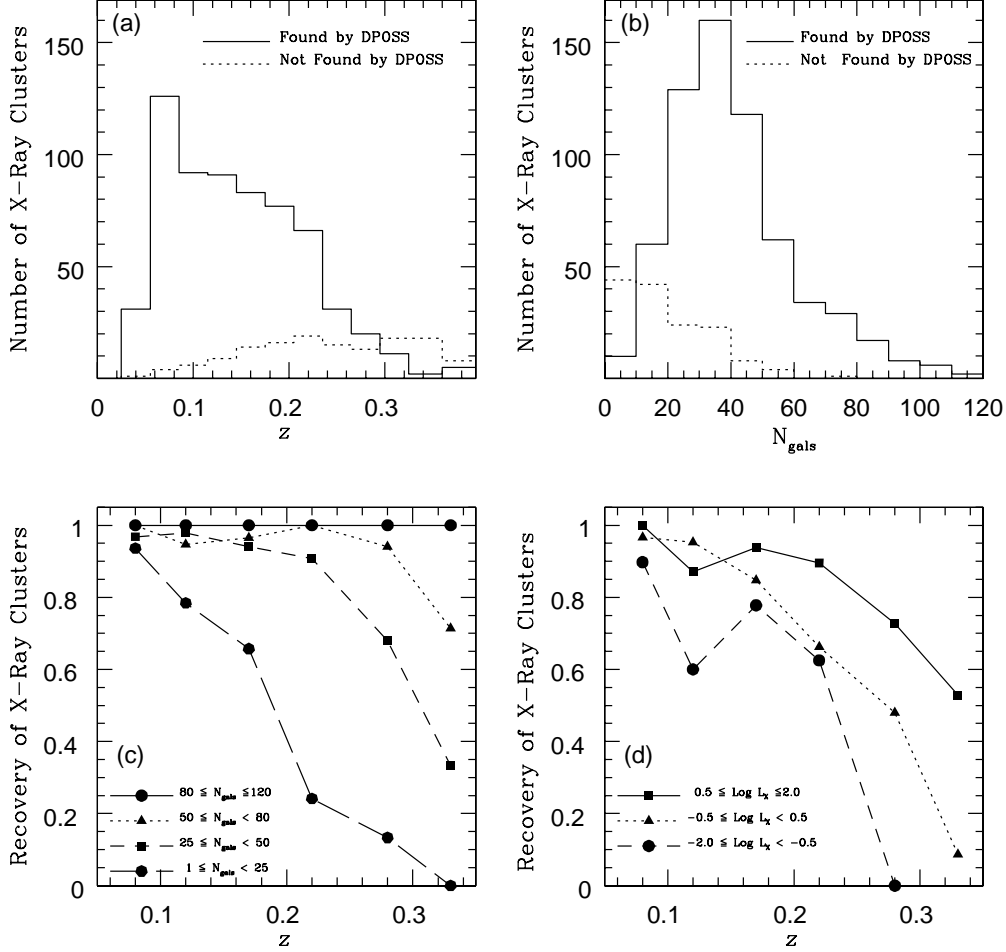 (a)
Found by DPOSS
Not Found by DPOSS
150
100
50
Number of X-Ray Clusters
0
0.1
0.2
0.3
z
(b)
Found by DPOSS
Not Found by DPOSS
150
100
50
Number of X-Ray Clusters
0
20
40
60
80
100
120
N_gals
(c)
1
0.8
0.6
0.4
0.2
0
Recovery of X-Ray Clusters
80 ≤ N_gals ≤120
50 ≤ N_gals < 80
25 ≤ N_gals < 50
1 ≤ N_gals < 25
0.1
0.2
0.3
z
(d)
1
0.8
0.6
0.4
0.2
0
Recovery of X-Ray Clusters
0.5 ≤ Log L_X ≤2.0
-0.5 ≤ Log L_X < 0.5
-2.0 ≤ Log L_X < -0.5
0.1
0.2
0.3
z